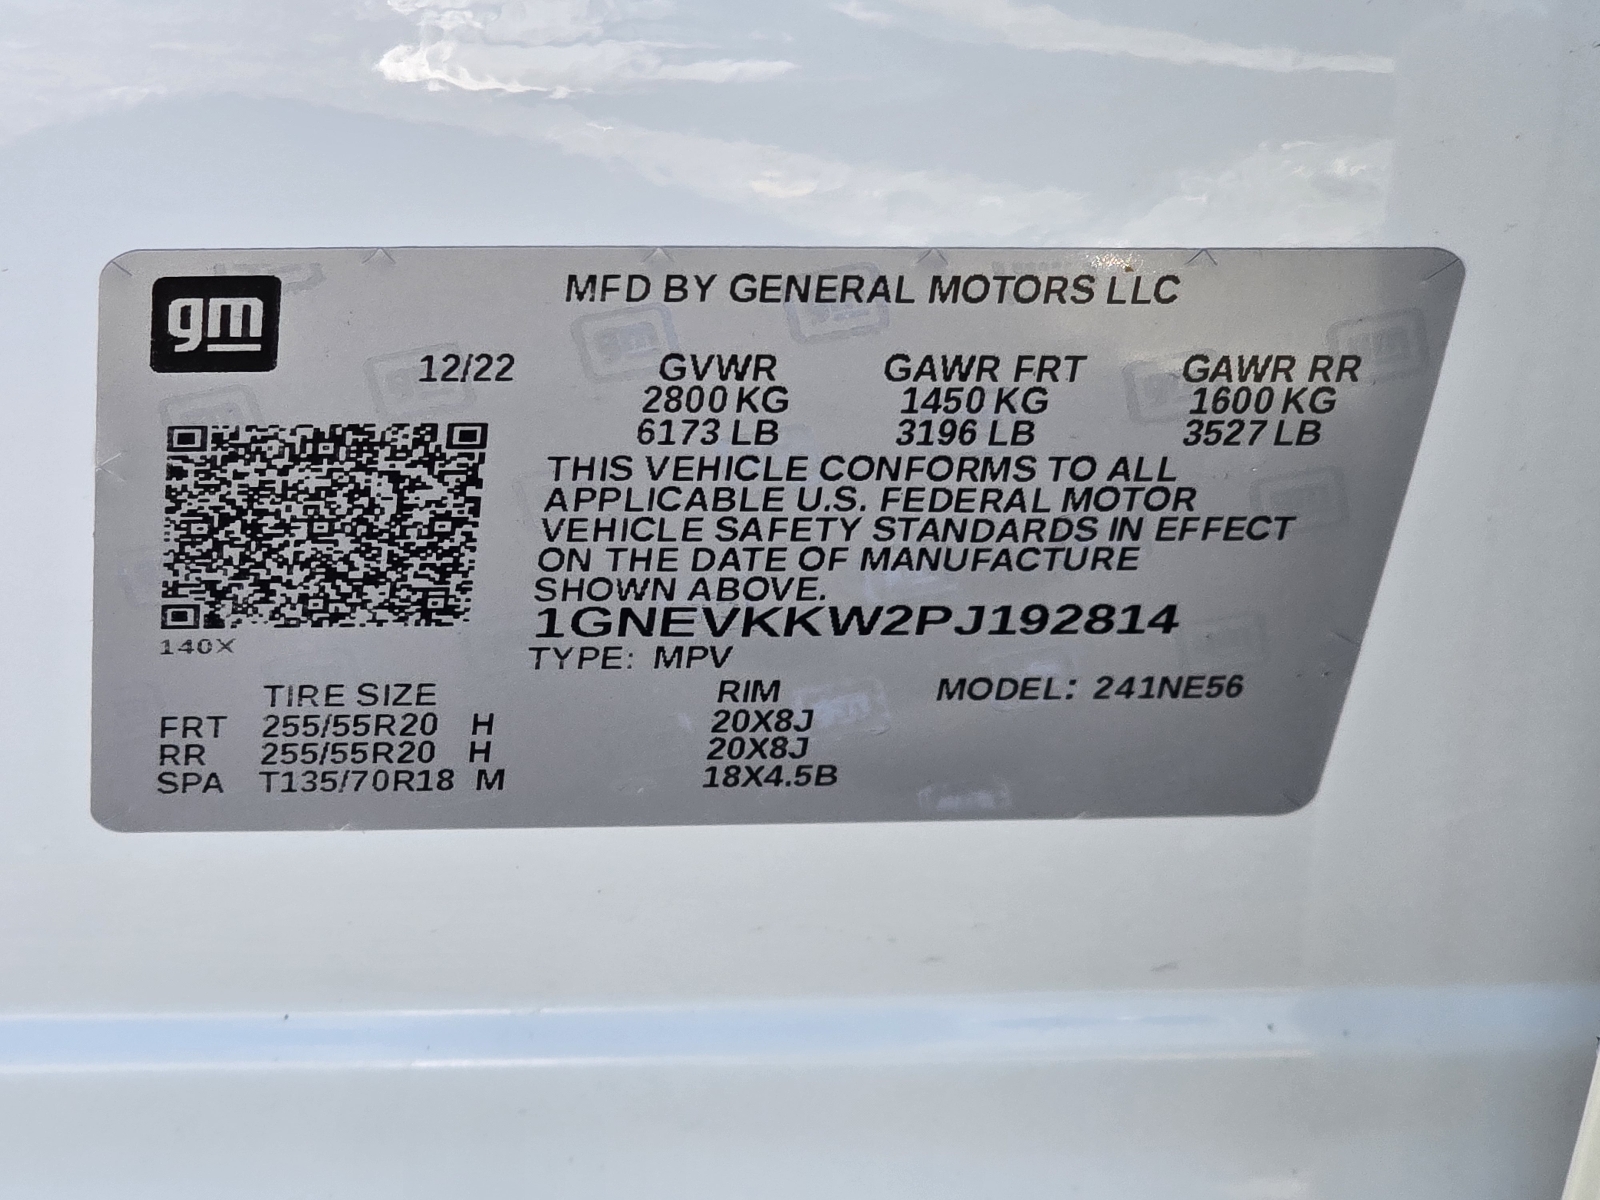 gm
MFD BY GENERAL MOTORS LLC
12/22 GVWR GAWR FRT GAWR RR
2800 KG 1450 KG 1600 KG
6173 LB 3196 LB 3527 LB
THIS VEHICLE CONFORMS TO ALL
APPLICABLE U.S. FEDERAL MOTOR
VEHICLE SAFETY STANDARDS IN EFFECT
ON THE DATE OF MANUFACTURE
SHOWN ABOVE.
1GNEVKKW2PJ192814
140X
TYPE: MPV
TIRE SIZE RIM MODEL: 241NE56
FRT 255/55R20 H 20X8J
RR 255/55R20 H 20X8J
SPA T135/70R18 M 18X4.5B